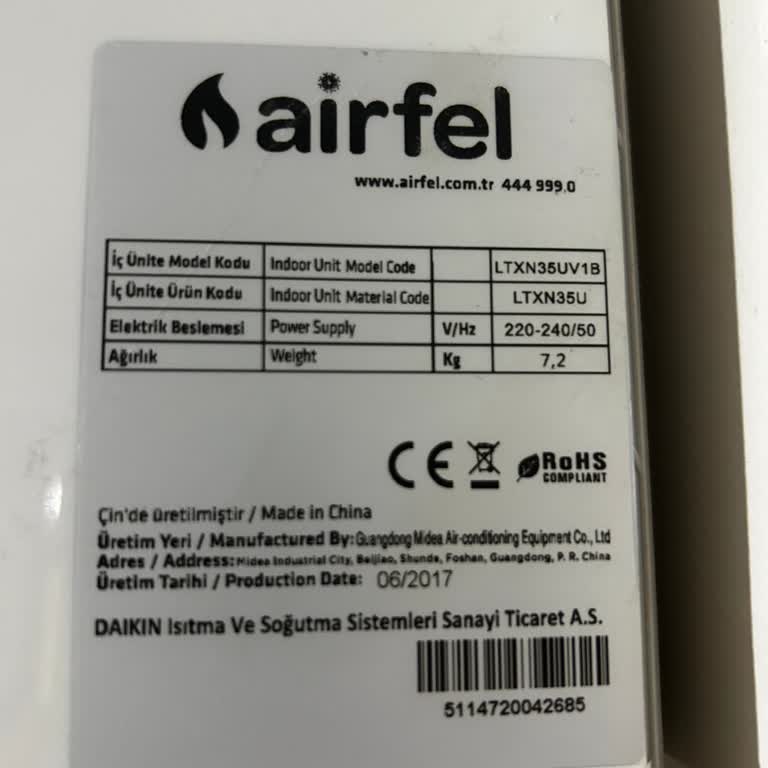 airfel
www.airfel.com.tr 444 999 0
İç Ünite Model Kodu Indoor Unit Model Code LTXN35UV1B
İç Ünite Ürün Kodu Indoor Unit Material Code LTXN35U
Elektrik Beslemesi Power Supply V/Hz 220-240/50
Ağırlık Weight Kg 7,2
CE RoHS
COMPLIANT
Çin'de üretilmiştir / Made in China
Üretim Yeri / Manufactured By: Guangdong Midea Air-conditioning Equipment Co., Ltd
Adres / Address: Midea Industrial City, Beijiao, Shunde, Foshan, Guangdong, P. R. China
Üretim Tarihi / Production Date: 06/2017
DAIKIN Isıtma Ve Soğutma Sistemleri Sanayi Ticaret A.S.
5114720042685